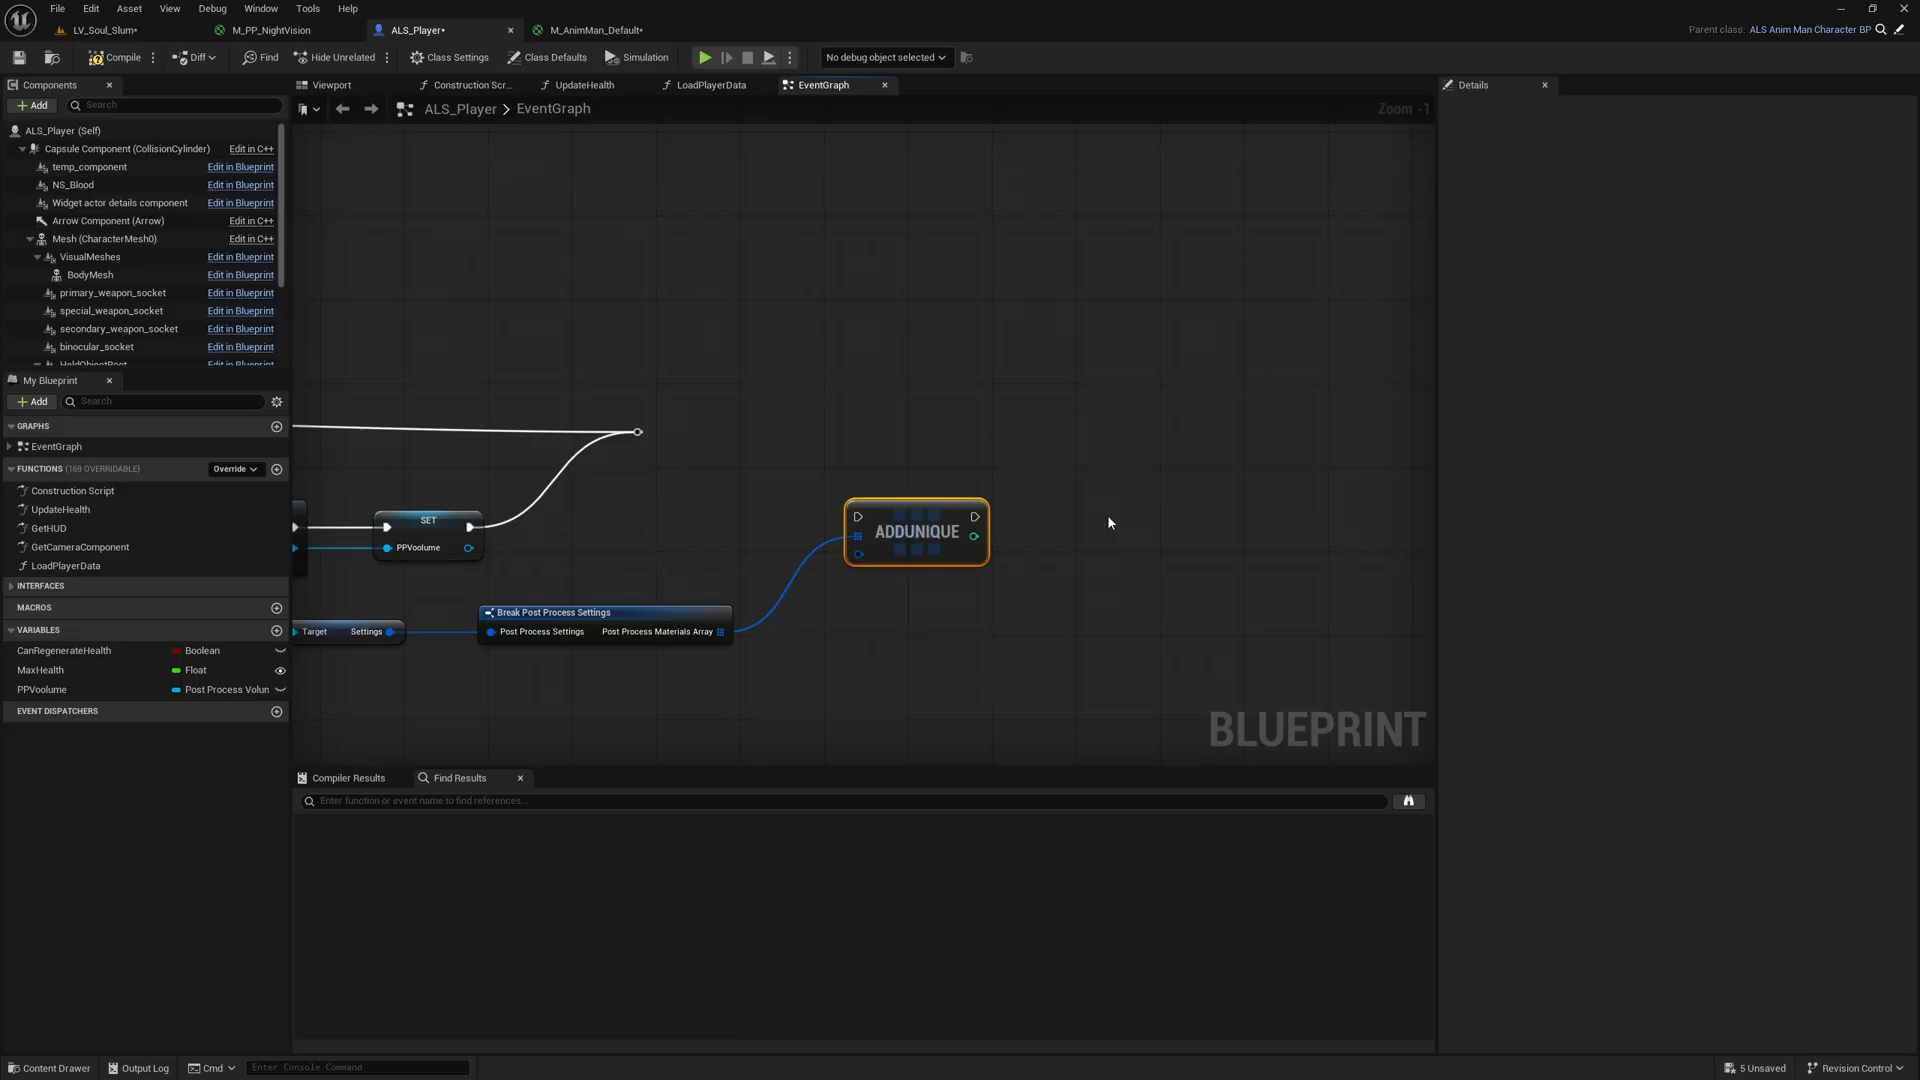 File Edit Asset View Debug Window Tools Help
LV_Soul_Slum* M_PP_NightVision ALS_Player* M_AnimMan_Default*
Parent class: ALS Anim Man Character BP
Compile Diff Find Hide Unrelated Class Settings Class Defaults Simulation No debug object selected
Components
Add Search
ALS_Player (Self)
Capsule Component (CollisionCylinder) Edit in C++
temp_component Edit in Blueprint
NS_Blood Edit in Blueprint
Widget actor details component Edit in Blueprint
Arrow Component (Arrow) Edit in C++
Mesh (CharacterMesh0) Edit in C++
VisualMeshes Edit in Blueprint
BodyMesh Edit in Blueprint
primary_weapon_socket Edit in Blueprint
special_weapon_socket Edit in Blueprint
secondary_weapon_socket Edit in Blueprint
binocular_socket Edit in Blueprint
HeldObjectRoot Edit in Blueprint
My Blueprint
Add Search
GRAPHS
EventGraph
FUNCTIONS (169 OVERRIDABLE) Override
Construction Script
UpdateHealth
GetHUD
GetCameraComponent
LoadPlayerData
INTERFACES
MACROS
VARIABLES
CanRegenerateHealth Boolean
MaxHealth Float
PPVoolume Post Process Volun
EVENT DISPATCHERS
Viewport Construction Scr... UpdateHealth LoadPlayerData EventGraph
ALS_Player > EventGraph Zoom -1
SET
PPVoolume
ADDUNIQUE
Target Settings
Break Post Process Settings
Post Process Settings Post Process Materials Array
BLUEPRINT
Compiler Results Find Results
Enter function or event name to find references...
Details
Content Drawer Output Log Cmd Enter Console Command
5 Unsaved Revision Control